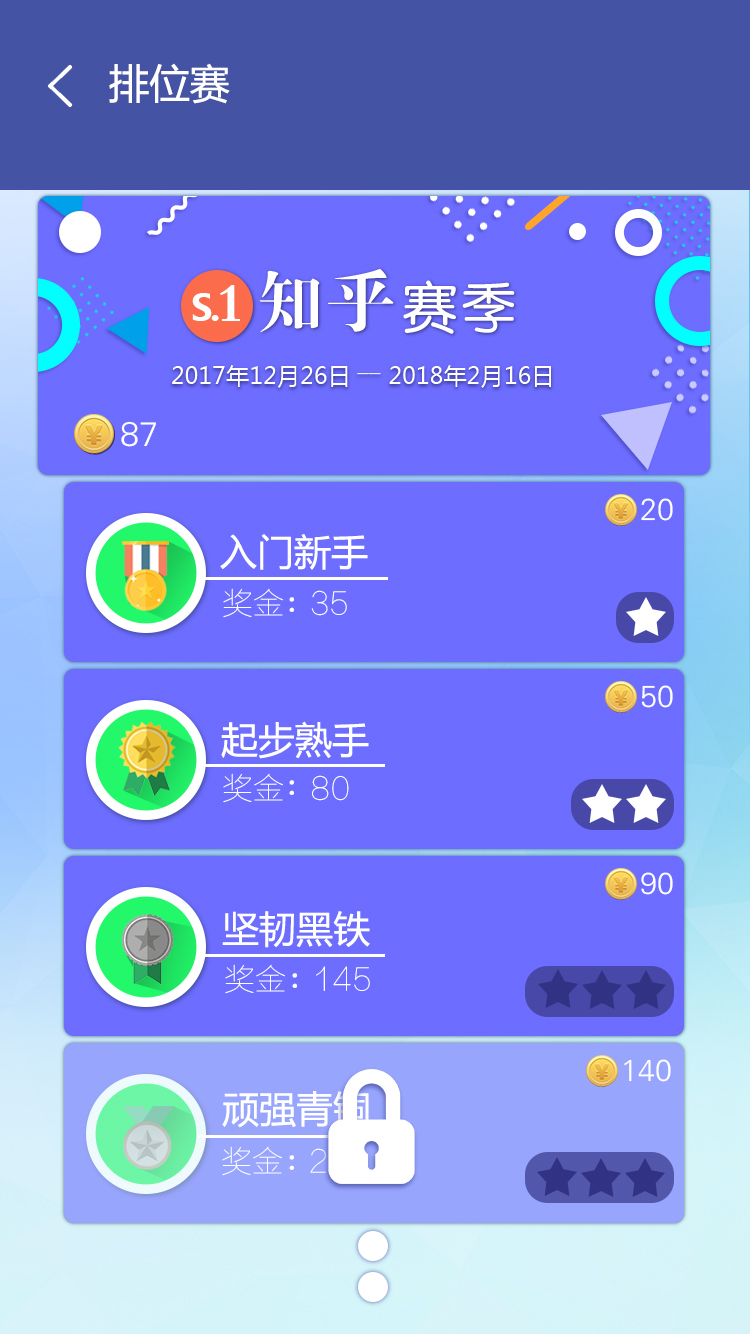 排位赛
s.1 知乎赛季
2017年12月26日 — 2018年2月16日
87
20
入门新手
奖金：35
50
起步熟手
奖金：80
90
坚韧黑铁
奖金：145
140
顽强青铜
奖金：2